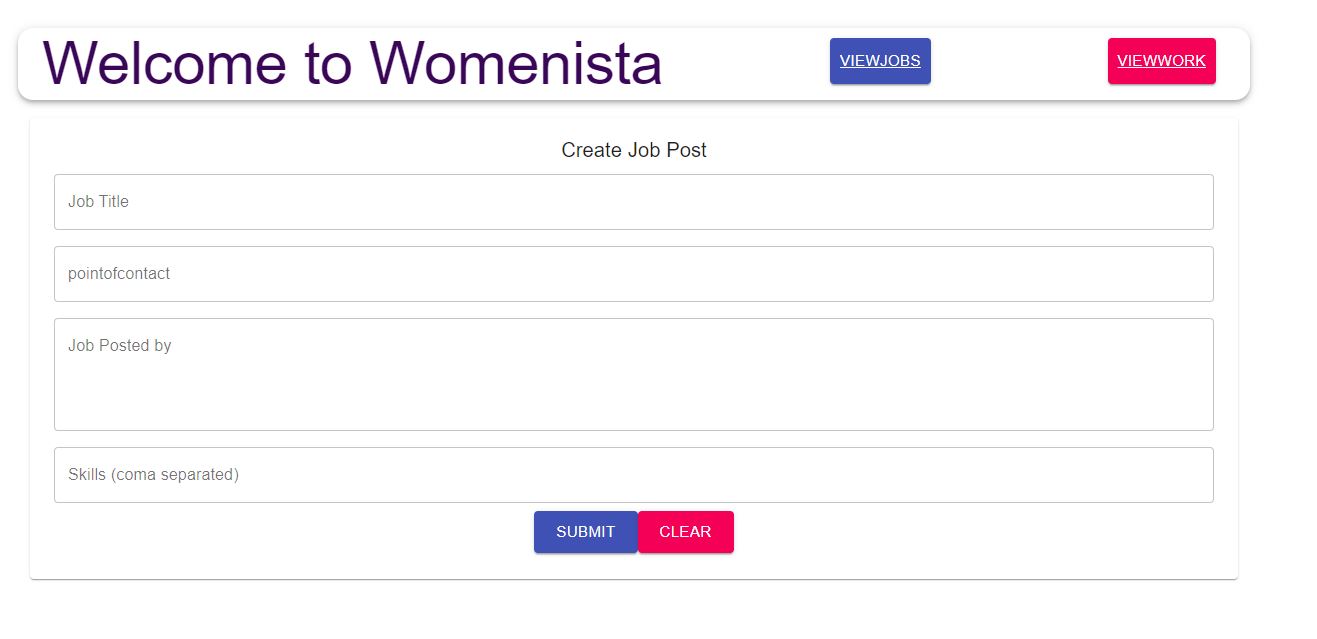 Welcome to Womenista
VIEWJOBS
VIEWWORK
Create Job Post
Job Title
pointofcontact
Job Posted by
Skills (coma separated)
SUBMIT
CLEAR